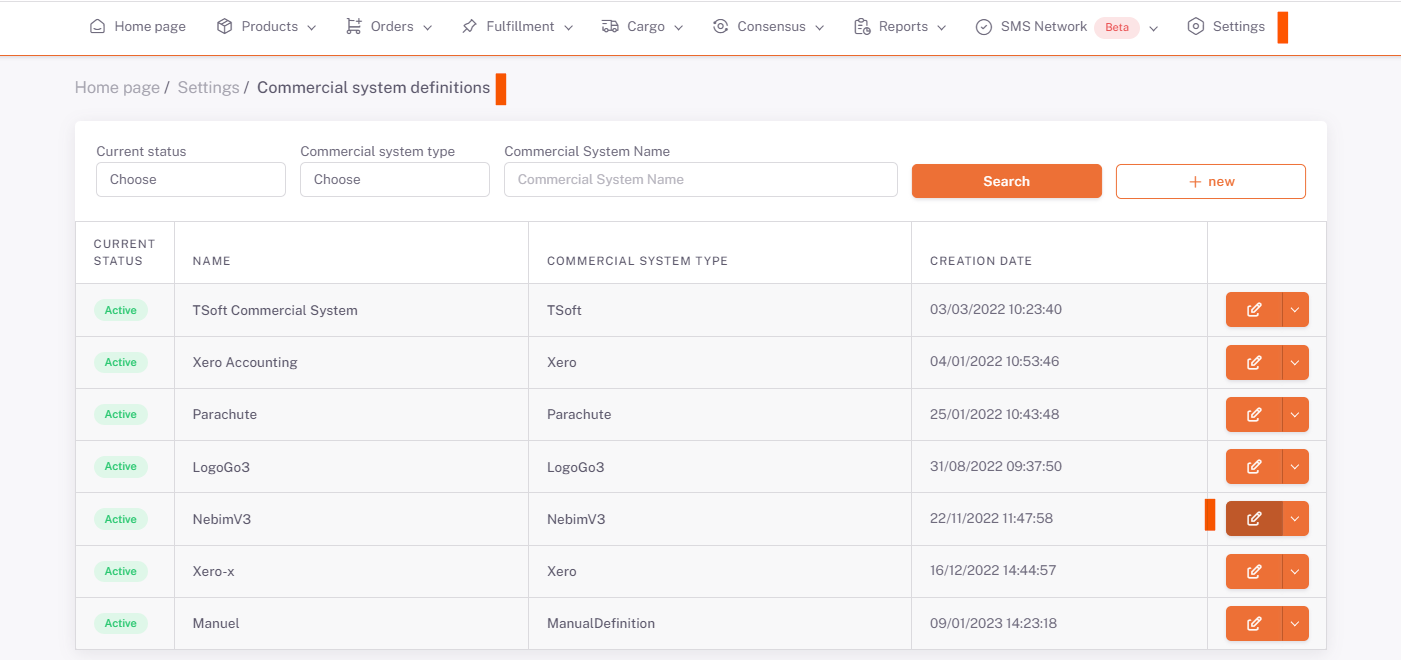 Home page Products Orders Fulfillment Cargo Consensus Reports SMS Network Beta Settings
Home page / Settings / Commercial system definitions
Current status Commercial system type Commercial System Name
Choose Choose Commercial System Name Search + new
CURRENT STATUS NAME COMMERCIAL SYSTEM TYPE CREATION DATE
Active TSoft Commercial System TSoft 03/03/2022 10:23:40
Active Xero Accounting Xero 04/01/2022 10:53:46
Active Parachute Parachute 25/01/2022 10:43:48
Active LogoGo3 LogoGo3 31/08/2022 09:37:50
Active NebimV3 NebimV3 22/11/2022 11:47:58
Active Xero-x Xero 16/12/2022 14:44:57
Active Manuel ManualDefinition 09/01/2023 14:23:18